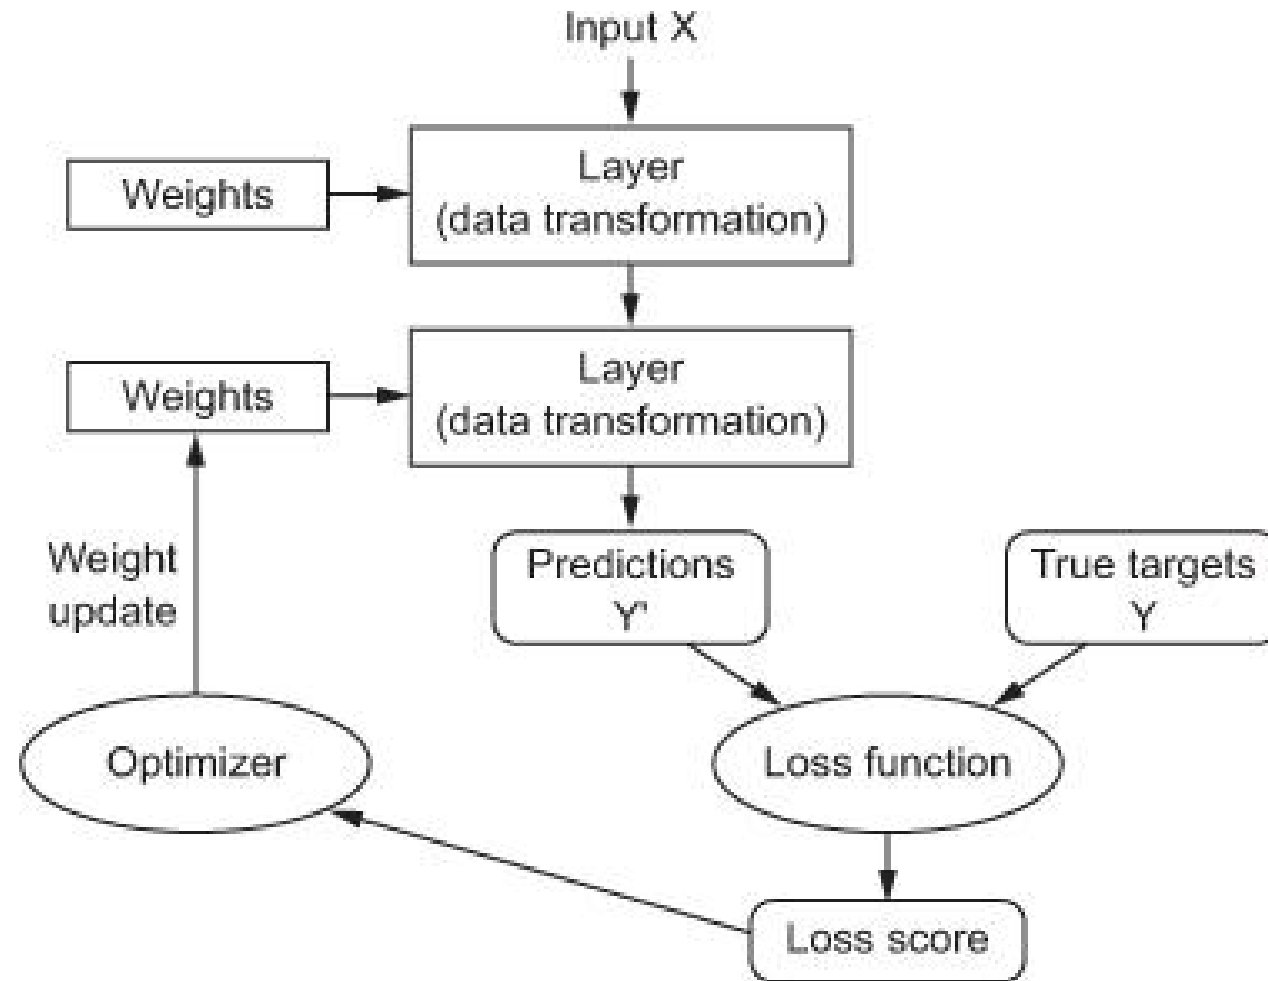 Input X
Layer
(data transformation)
Weights
Layer
(data transformation)
Weights
Weight
update
Predictions
Y'
True targets
Y
Optimizer
Loss function
Loss score